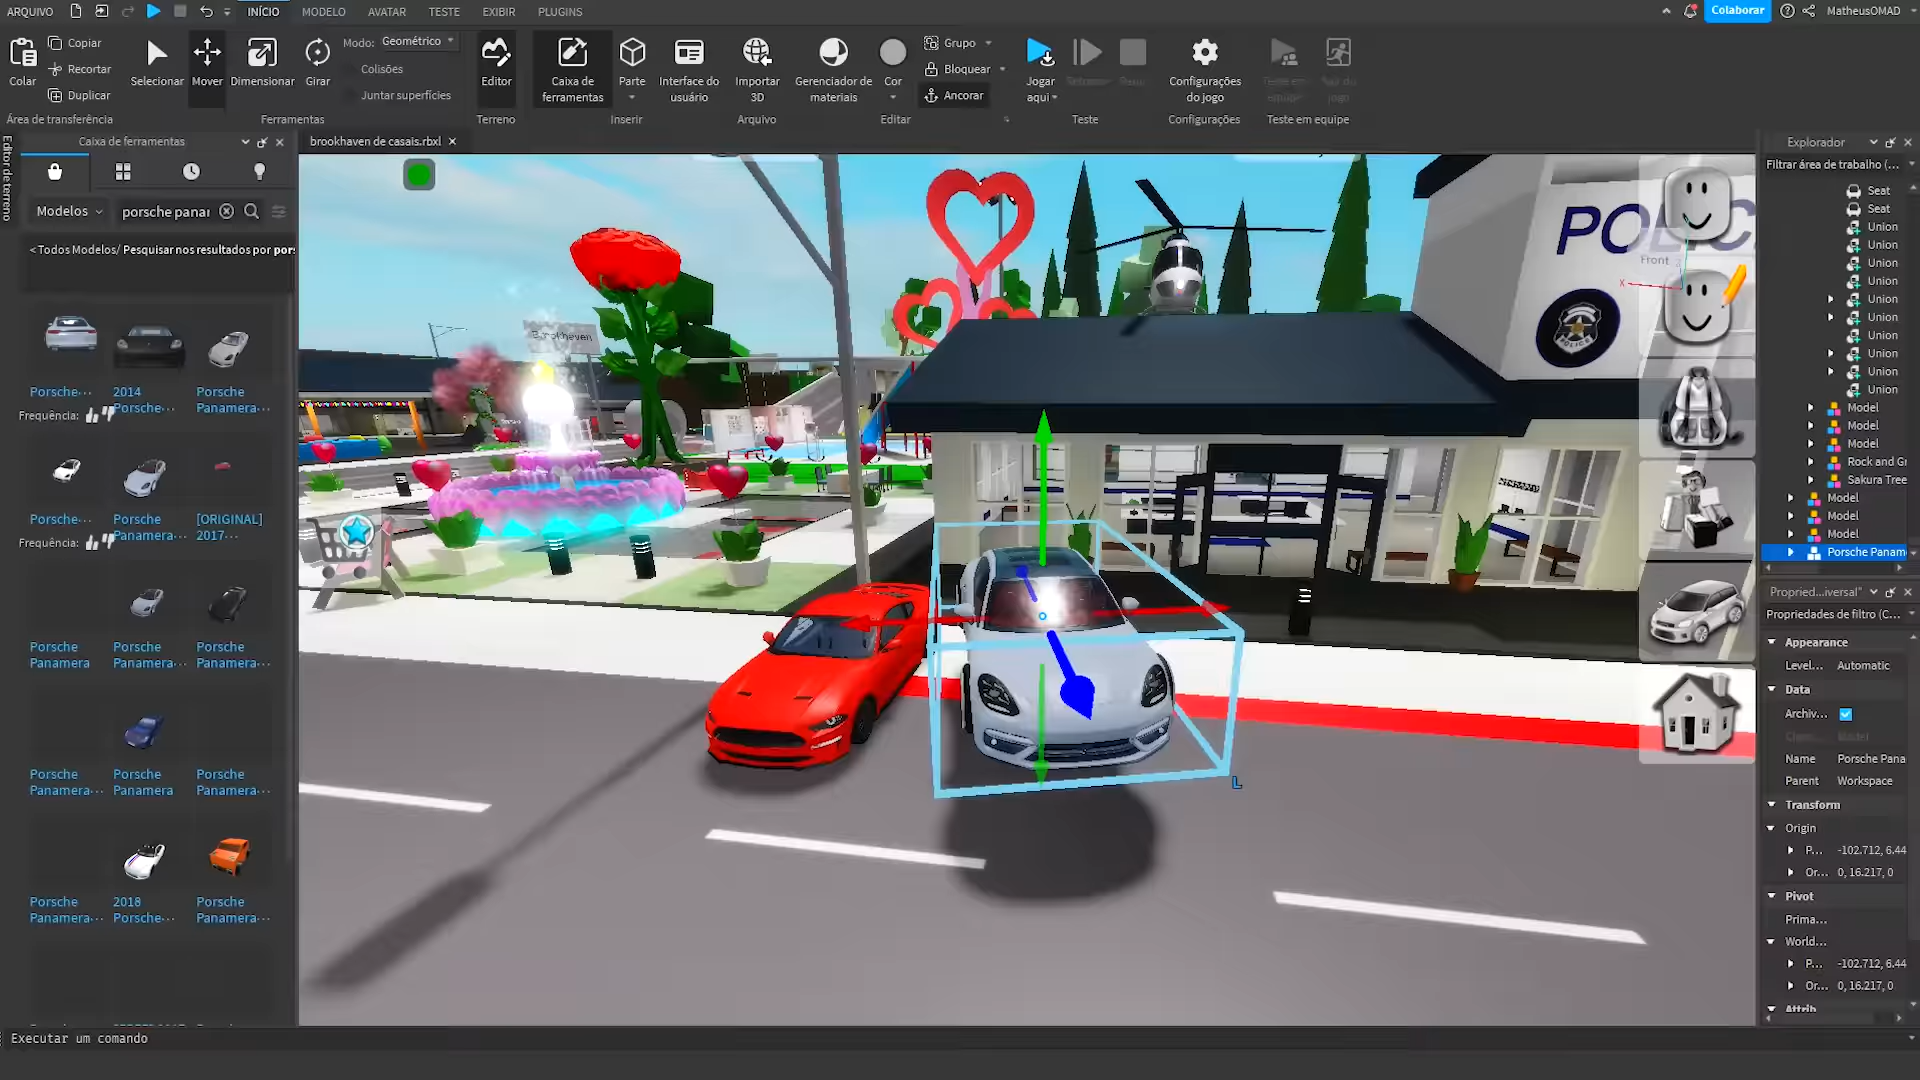 ARQUIVO
INÍCIO
MODELO
AVATAR
TESTE
EXIBIR
PLUGINS
Colaborar
MatheusOMAD
Colar
Copiar
Recortar
Duplicar
Área de transferência
Selecionar
Mover
Dimensionar
Girar
Modo: Geométrico
Colisões
Juntar superfícies
Ferramentas
Editor
Terreno
Caixa de
ferramentas
Parte
Interface do
usuário
Inserir
Importar
3D
Arquivo
Gerenciador de
materiais
Cor
Grupo
Bloquear
Ancorar
Editar
Jogar
aqui
Teste
Configurações
do jogo
Configurações
Teste em equipe
Editor de terreno
Caixa de ferramentas
brookhaven de casais.rbxl
Modelos
porsche panar
< Todos Modelos/ Pesquisar nos resultados por por
Porsche···
2014
Porsche···
Porsche
Panamera···
Frequência:
Porsche···
Porsche
Panamera···
[ORIGINAL]
2017···
Frequência:
Porsche
Panamera
Porsche
Panamera···
Porsche
Panamera···
Porsche
Panamera···
Porsche
Panamera
Porsche
Panamera···
Porsche
Panamera···
2018
Porsche···
Porsche
Panamera···
Brookhaven
POLIC
POLICE
Front
X
L
Explorador
Filtrar área de trabalho (...
Seat
Seat
Union
Union
Union
Union
Union
Union
Union
Union
Union
Union
Model
Model
Model
Rock and Gr
Sakura Tree
Model
Model
Model
Porsche Panam
Propried...iversal"
Propriedades de filtro (C...
Appearance
Level... Automatic
Data
Archiv...
Name Porsche Pana
Parent Workspace
Transform
Origin
P... -102.712, 6.44
Or... 0, 16.217, 0
Pivot
Prima...
World...
P... -102.712, 6.44
Or... 0, 16.217, 0
Attrib
Executar um comando